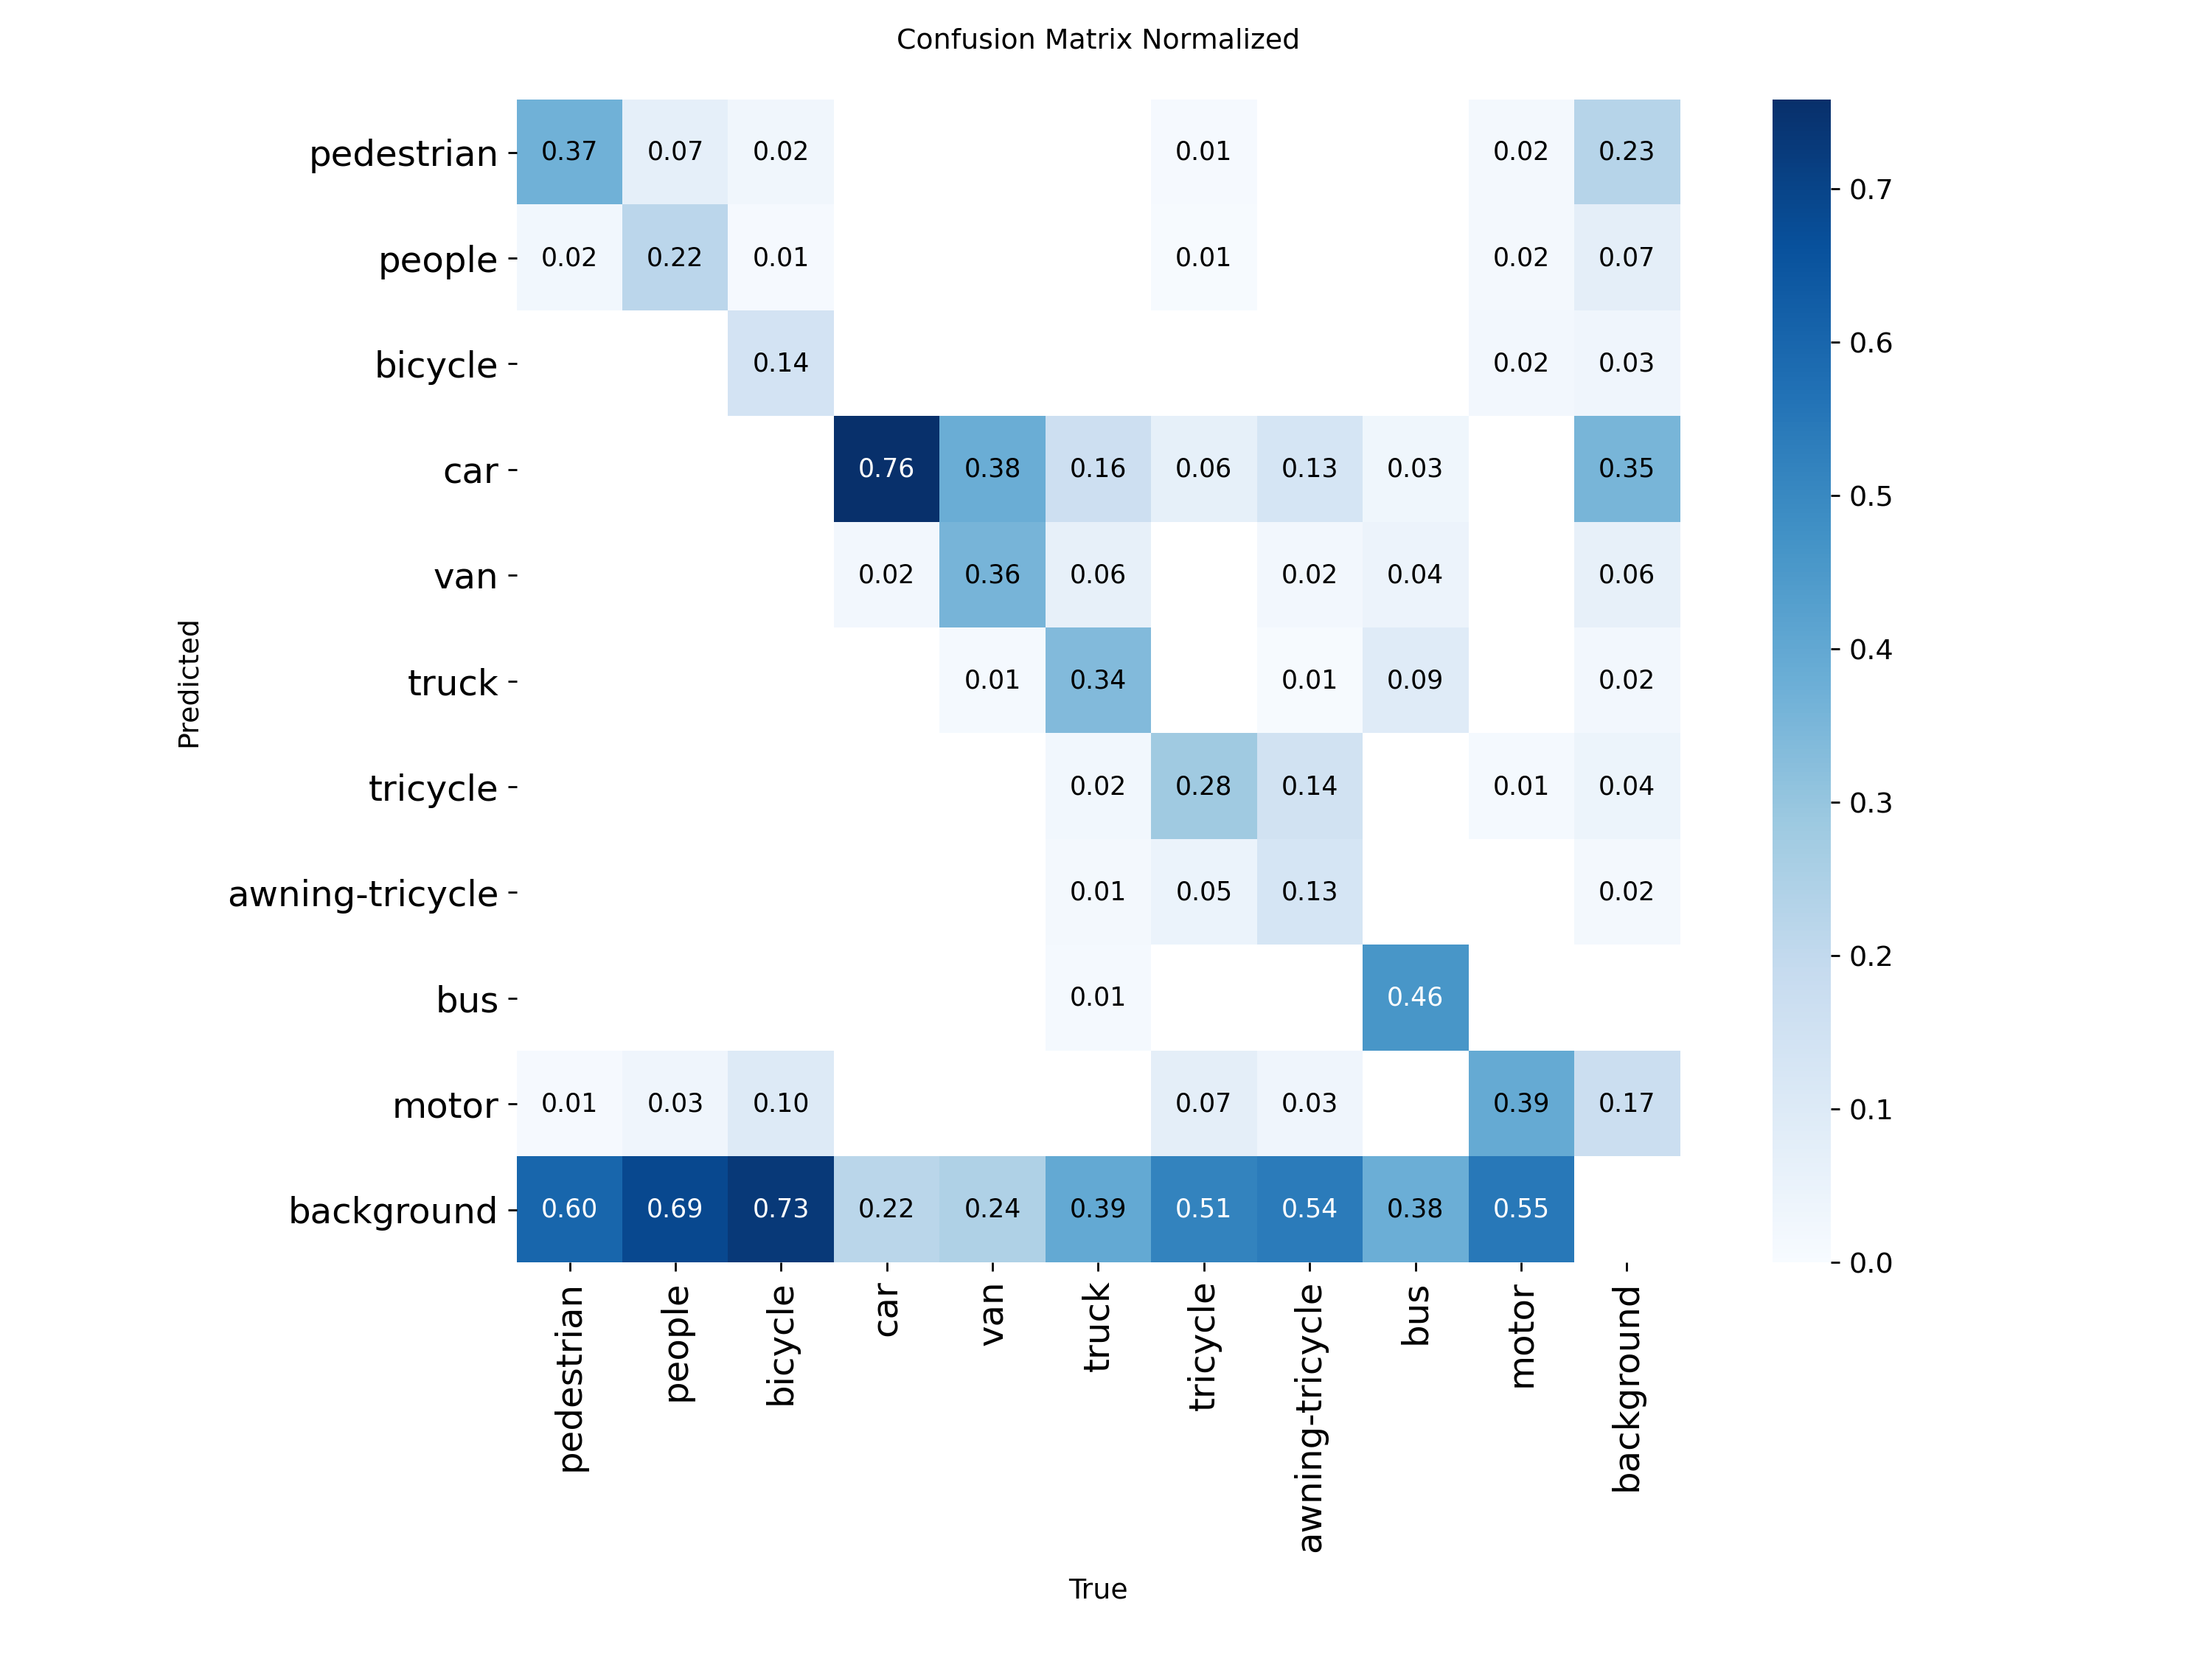 Confusion Matrix Normalized
pedestrian 0.37 0.07 0.02 0.01 0.02 0.23
people 0.02 0.22 0.01 0.01 0.02 0.07
bicycle 0.14 0.02 0.03
car 0.76 0.38 0.16 0.06 0.13 0.03 0.35
van 0.02 0.36 0.06 0.02 0.04 0.06
truck 0.01 0.34 0.01 0.09 0.02
tricycle 0.02 0.28 0.14 0.01 0.04
awning-tricycle 0.01 0.05 0.13 0.02
bus 0.01 0.46
motor 0.01 0.03 0.10 0.07 0.03 0.39 0.17
background 0.60 0.69 0.73 0.22 0.24 0.39 0.51 0.54 0.38 0.55
Predicted
pedestrian
people
bicycle
car
van
truck
tricycle
awning-tricycle
bus
motor
background
True
0.7
0.6
0.5
0.4
0.3
0.2
0.1
0.0